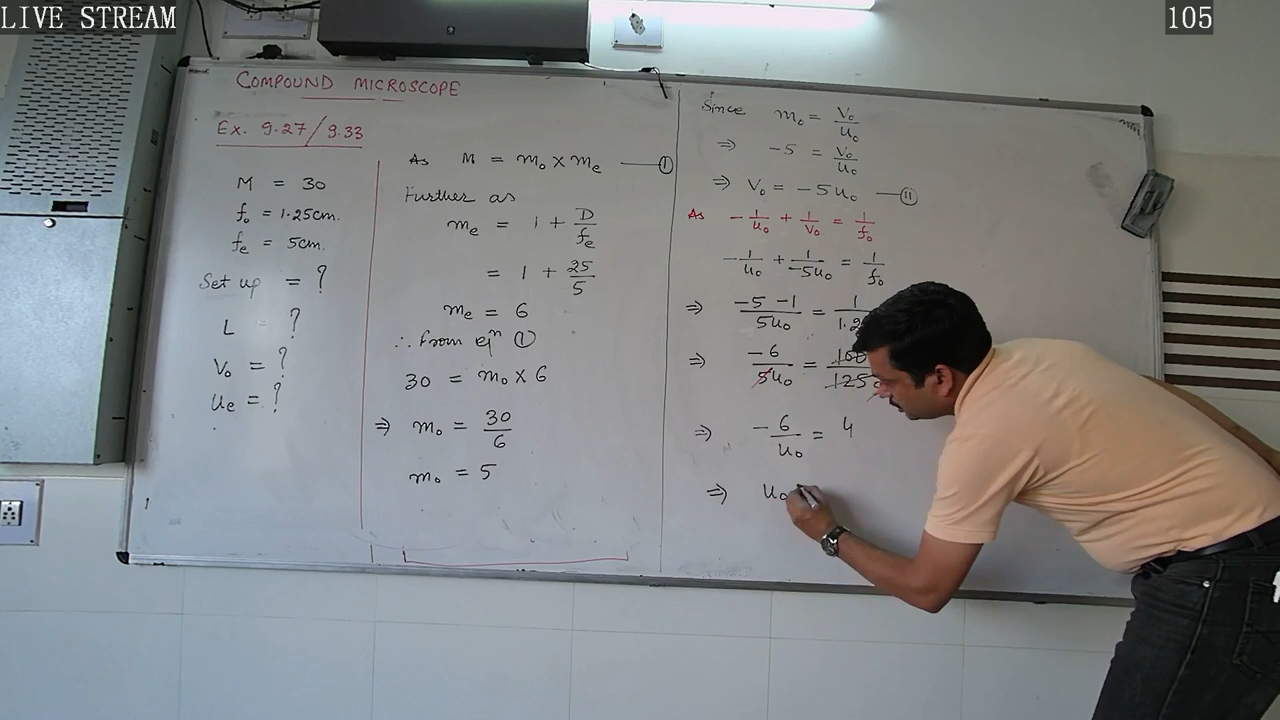 LIVE STREAM
105
COMPOUND MICROSCOPE
Ex. 9.27/9.33
M = 30
f₀ = 1.25cm.
fe = 5cm.
Set up = ?
L = ?
V₀ = ?
ue = ?
As M = m₀ × me —— ①
Further as
me = 1 + D/fe
= 1 + 25/5
me = 6
∴ from eqⁿ ①
30 = m₀ × 6
⇒ m₀ = 30/6
m₀ = 5
Since m₀ = V₀/u₀
⇒ -5 = V₀/u₀
⇒ V₀ = -5u₀ —— ②
As -1/u₀ + 1/V₀ = 1/f₀
-1/u₀ + 1/-5u₀ = 1/f₀
⇒ -5 -1/5u₀ = 1/1.2
⇒ -6/5u₀ = 100/125
⇒ -6/u₀ = 4
⇒ u₀